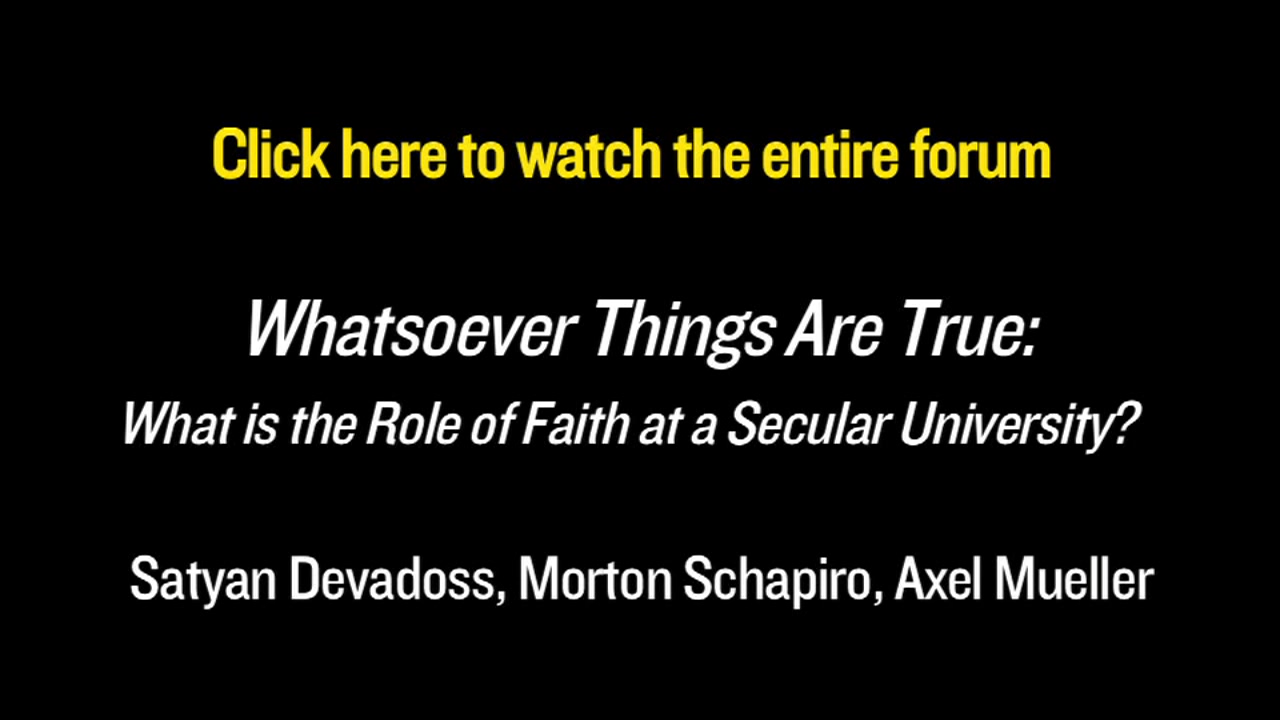 Click here to watch the entire forum
Whatsoever Things Are True:
What is the Role of Faith at a Secular University?
Satyan Devadoss, Morton Schapiro, Axel Mueller